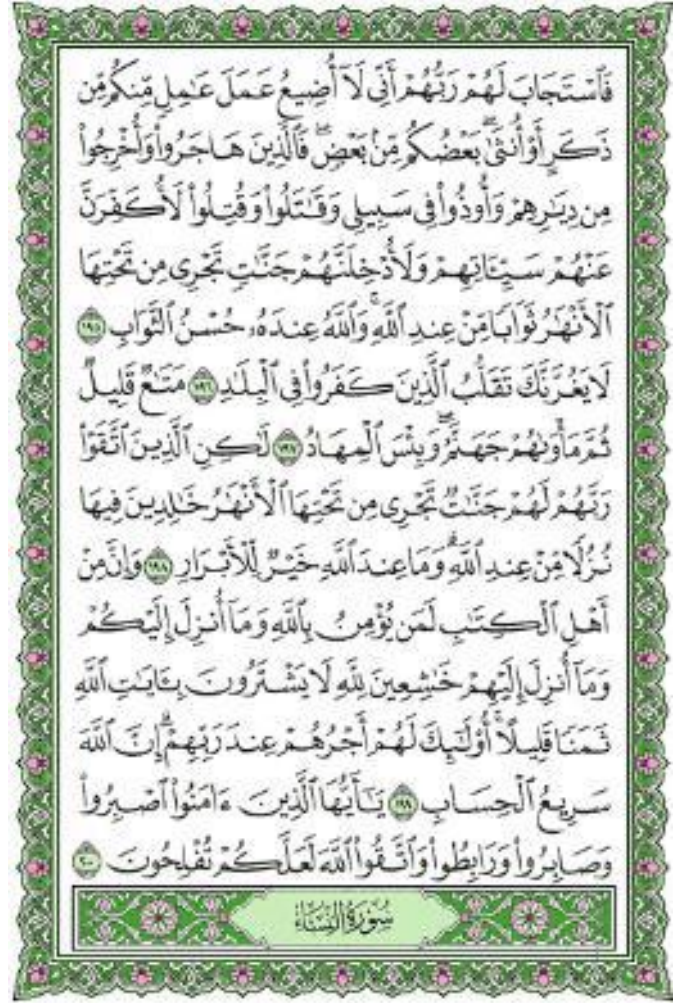 فَٱسْتَجَابَ لَهُمْ رَبُّهُمْ أَنِّى لَآ أُضِيعُ عَمَلَ عَٰمِلٍ مِّنكُم مِّن
ذَكَرٍ أَوْ أُنثَىٰ ۖ بَعْضُكُم مِّنۢ بَعْضٍ ۖ فَٱلَّذِينَ هَاجَرُوا۟ وَأُخْرِجُوا۟
مِن دِيَٰرِهِمْ وَأُوذُوا۟ فِى سَبِيلِى وَقَٰتَلُوا۟ وَقُتِلُوا۟ لَأُكَفِّرَنَّ
عَنْهُمْ سَيِّـَٔاتِهِمْ وَلَأُدْخِلَنَّهُمْ جَنَّٰتٍ تَجْرِى مِن تَحْتِهَا
ٱلْأَنْهَٰرُ ثَوَابًا مِّنْ عِندِ ٱللَّهِ ۗ وَٱللَّهُ عِندَهُۥ حُسْنُ ٱلثَّوَابِ ١٩٥
لَا يَغُرَّنَّكَ تَقَلُّبُ ٱلَّذِينَ كَفَرُوا۟ فِى ٱلْبِلَٰدِ ١٩٦ مَتَٰعٌ قَلِيلٌ
ثُمَّ مَأْوَىٰهُمْ جَهَنَّمُ ۚ وَبِئْسَ ٱلْمِهَادُ ١٩٧ لَٰكِنِ ٱلَّذِينَ ٱتَّقَوْا۟
رَبَّهُمْ لَهُمْ جَنَّٰتٌ تَجْرِى مِن تَحْتِهَا ٱلْأَنْهَٰرُ خَٰلِدِينَ فِيهَا
نُزُلًا مِّنْ عِندِ ٱللَّهِ ۗ وَمَا عِندَ ٱللَّهِ خَيْرٌ لِّلْأَبْرَارِ ١٩٨ وَإِنَّ مِنْ
أَهْلِ ٱلْكِتَٰبِ لَمَن يُؤْمِنُ بِٱللَّهِ وَمَآ أُنزِلَ إِلَيْكُمْ
وَمَآ أُنزِلَ إِلَيْهِمْ خَٰشِعِينَ لِلَّهِ لَا يَشْتَرُونَ بِـَٔايَٰتِ ٱللَّهِ
ثَمَنًا قَلِيلًا ۗ أُو۟لَٰٓئِكَ لَهُمْ أَجْرُهُمْ عِندَ رَبِّهِمْ ۗ إِنَّ ٱللَّهَ
سَرِيعُ ٱلْحِسَابِ ١٩٩ يَٰٓأَيُّهَا ٱلَّذِينَ ءَامَنُوا۟ ٱصْبِرُوا۟
وَصَابِرُوا۟ وَرَابِطُوا۟ وَٱتَّقُوا۟ ٱللَّهَ لَعَلَّكُمْ تُفْلِحُونَ ٢٠٠
سُورَةُ النِّسَاءِ